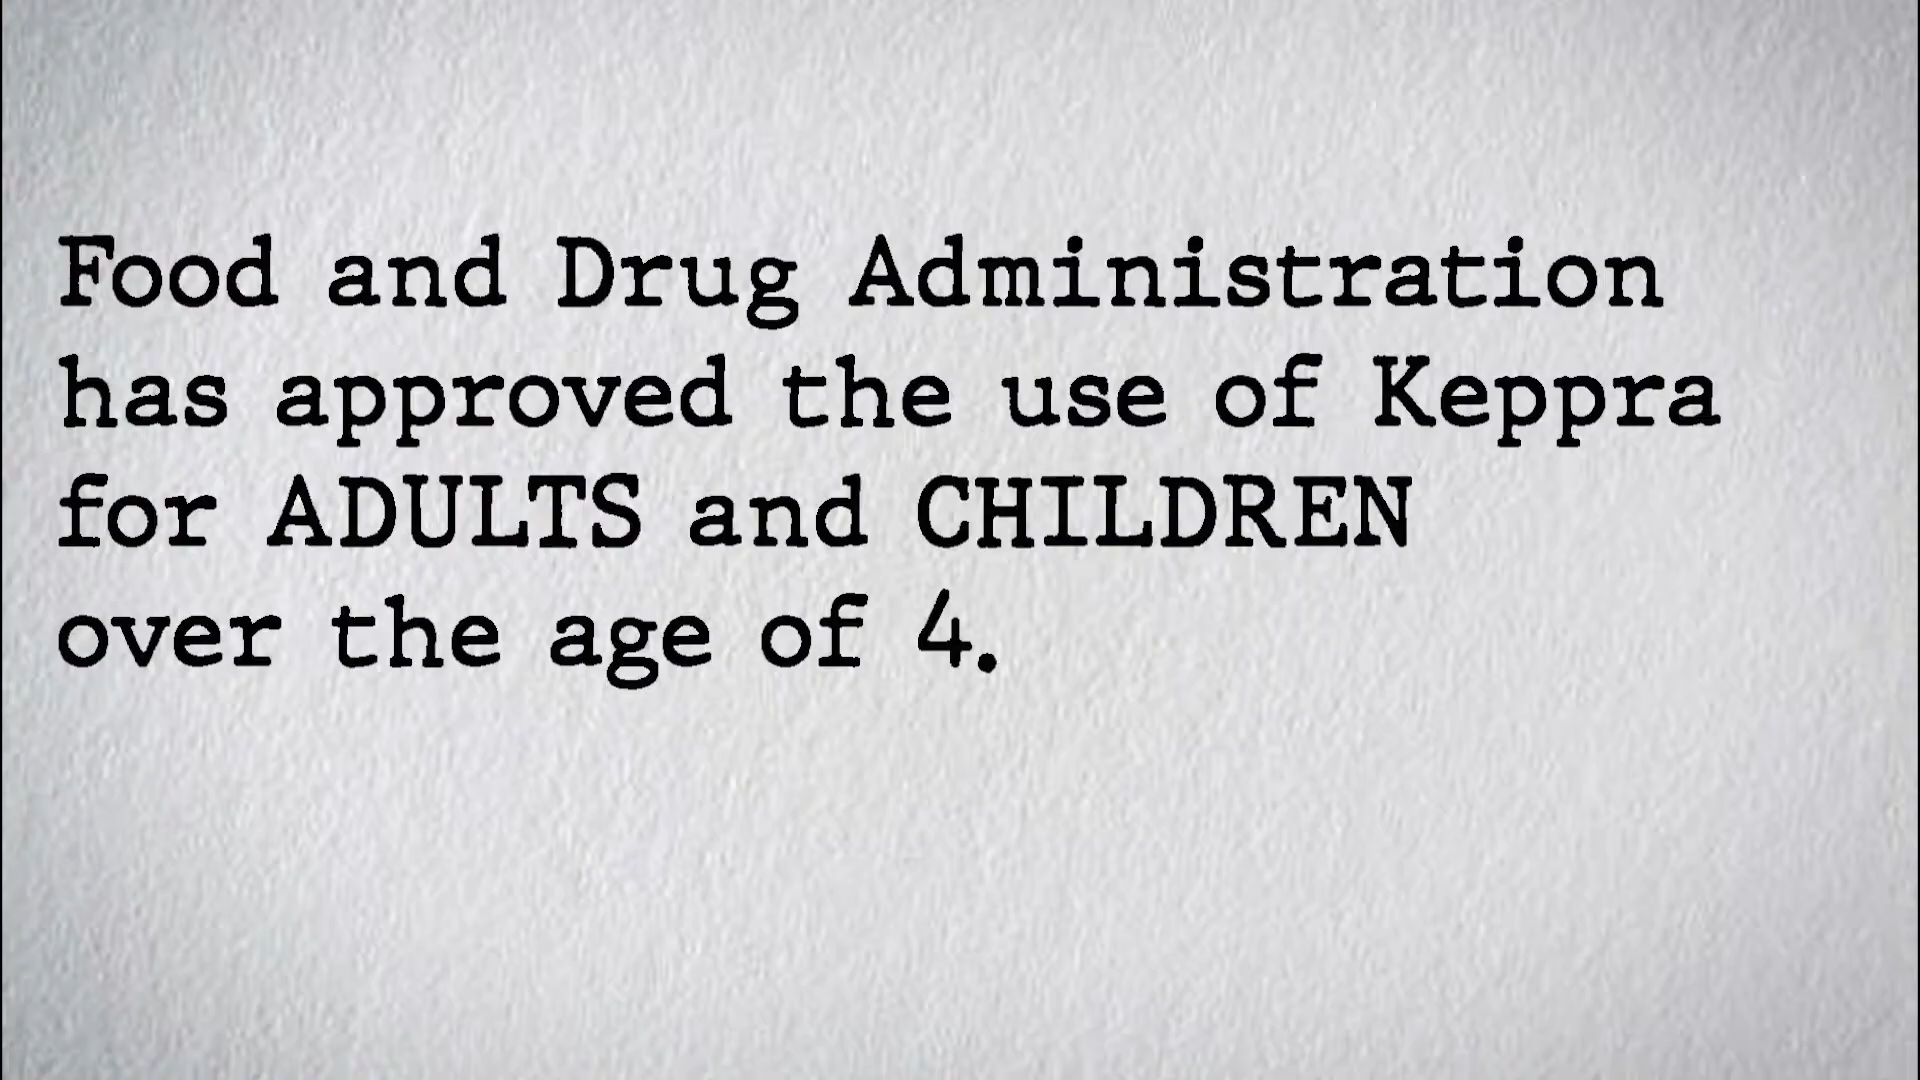 Food and Drug Administration
has approved the use of Keppra
for ADULTS and CHILDREN
over the age of 4.